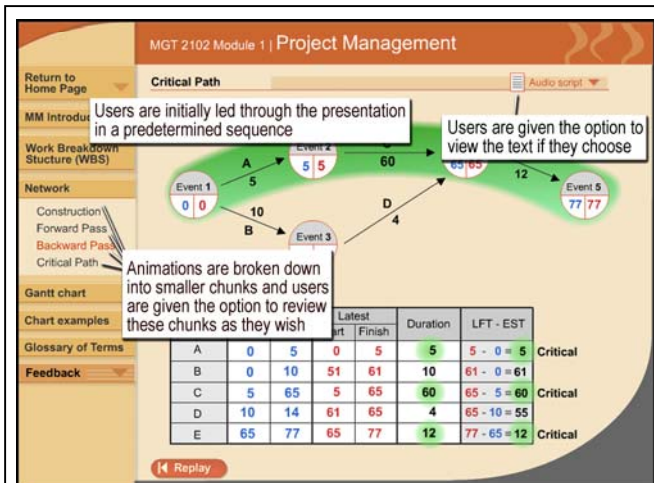 MGT 2102 Module 1 | Project Management
Return to
Home Page
Critical Path
Audio script
MM Introduc
Users are initially led through the presentation
in a predetermined sequence
Users are given the option to
view the text if they choose
Work Breakdown
Stucture (WBS)
Network
Construction
Forward Pass
Backward Pass
Critical Path
Gantt chart
Chart examples
Glossary of Terms
Feedback
Event 1
0 0
A
5
Event 2
5 5
60
65 65
12
Event 5
77 77
10
B
Event 3
D
4
Animations are broken down
into smaller chunks and users
are given the option to review
these chunks as they wish
Latest
Finish
Duration
LFT - EST
A 0 5 0 5 5 5 - 0 = 5 Critical
B 0 10 51 61 10 61 - 0 = 61
C 5 65 5 65 60 65 - 5 = 60 Critical
D 10 14 61 65 4 65 - 10 = 55
E 65 77 65 77 12 77 - 65 = 12 Critical
Replay